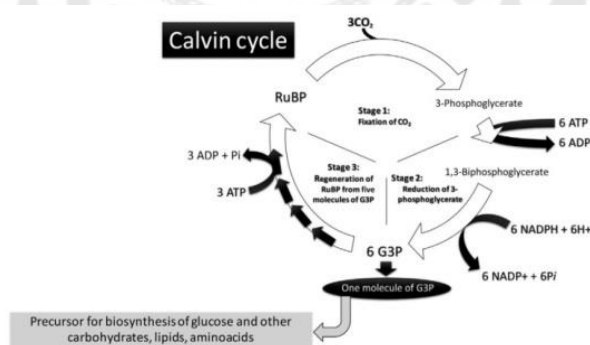 Calvin cycle
3CO₂
RuBP
3-Phosphoglycerate
Stage 1:
Fixation of CO₂
6 ATP
6 ADP
3 ADP + Pi
3 ATP
Stage 3:
Regeneration of
RuBP from five
molecules of G3P
Stage 2:
Reduction of 3-
phosphoglycerate
1,3-Biphosphoglycerate
6 NADPH + 6H+
6 NADP+ + 6Pi
6 G3P
One molecule of G3P
Precursor for biosynthesis of glucose and other
carbohydrates, lipids, aminoacids